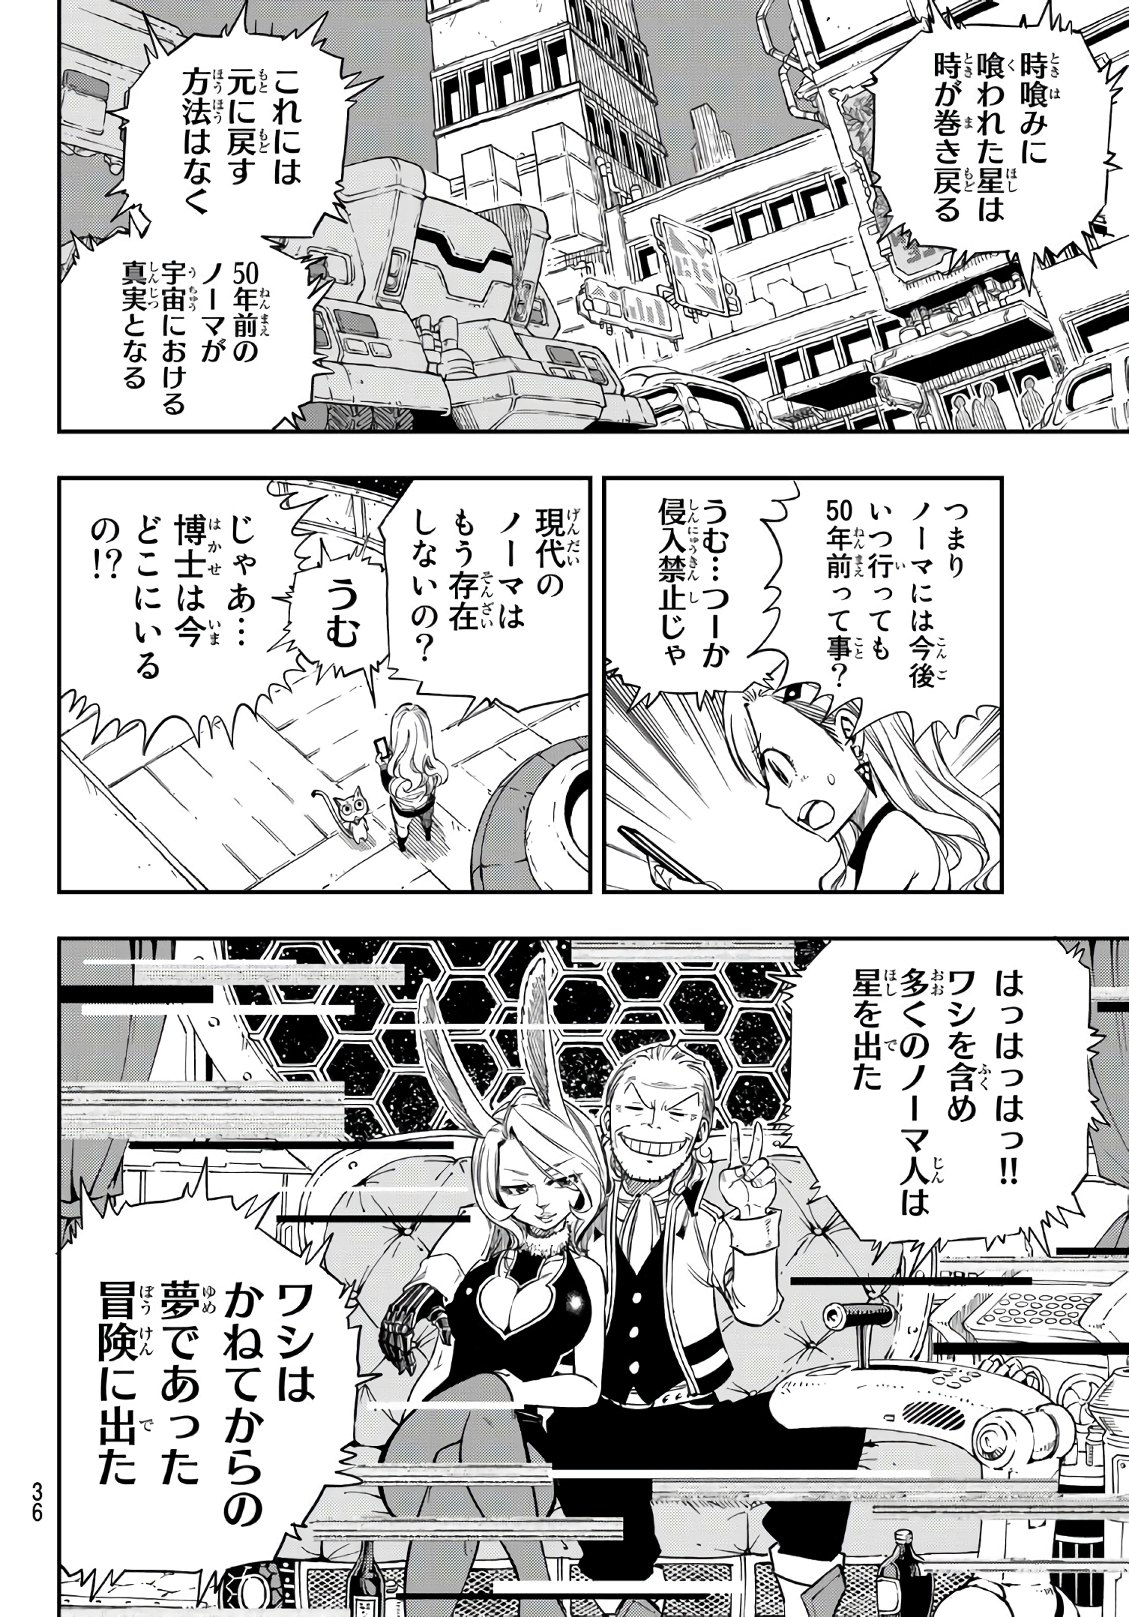 時喰みに
喰われた星は
時が巻き戻る
これには
元に戻す
方法はなく
50年前の
ノーマが
宇宙における
真実となる
つまり
ノーマには今後
いつ行っても
50年前って事?
うむ…つーか
侵入禁止じゃ
現代の
ノーマは
もう存在
しないの?
うむ
じゃあ…
博士は今
どこにいる
の!?
はっはっはっ!!
ワシを含め
多くのノーマ人は
星を出た
ワシは
かねてからの
夢であった
冒険に出た
36